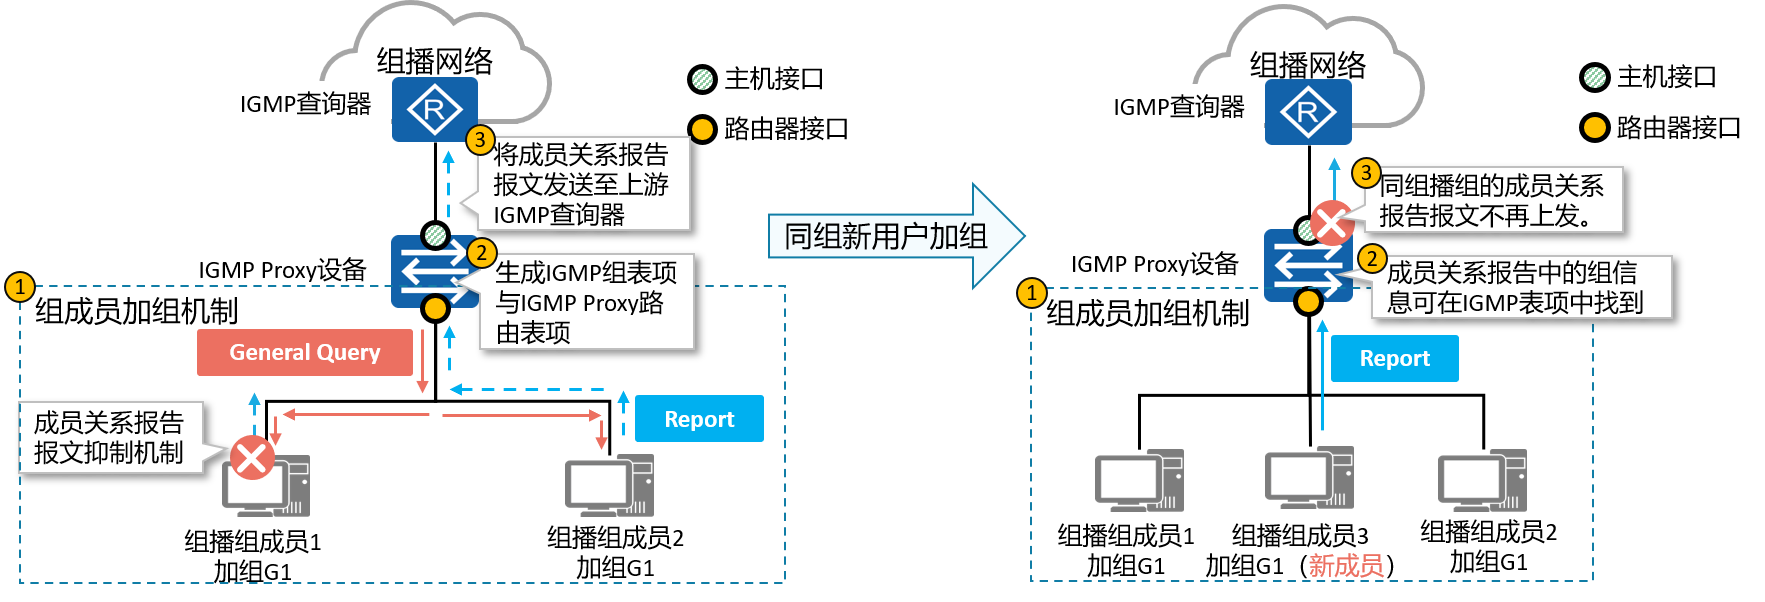 组播网络
IGMP查询器
R
主机接口
路由器接口
3
将成员关系报告
报文发送至上游
IGMP查询器
IGMP Proxy设备
2
生成IGMP组表项
与IGMP Proxy路
由表项
1
组成员加组机制
General Query
成员关系报告
报文抑制机制
Report
组播组成员1
加组G1
组播组成员2
加组G1
同组新用户加组
组播网络
IGMP查询器
R
主机接口
路由器接口
3
同组播组的成员关系
报告报文不再上发。
IGMP Proxy设备
2
成员关系报告中的组信
息可在IGMP表项中找到
1
组成员加组机制
Report
组播组成员1
加组G1
组播组成员3
加组G1（新成员）
组播组成员2
加组G1